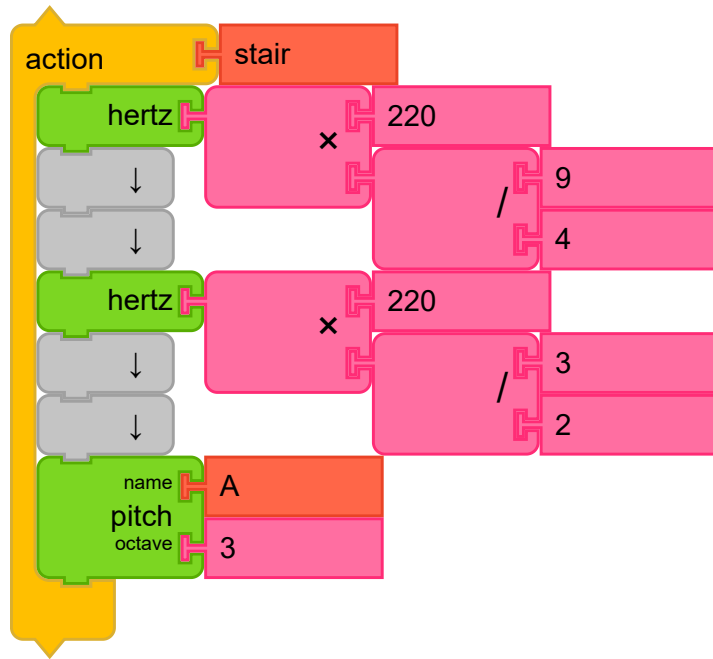 action stair
hertz × 220
↓ / 9
↓ 4
hertz × 220
↓ / 3
↓ 2
name A
pitch
octave 3